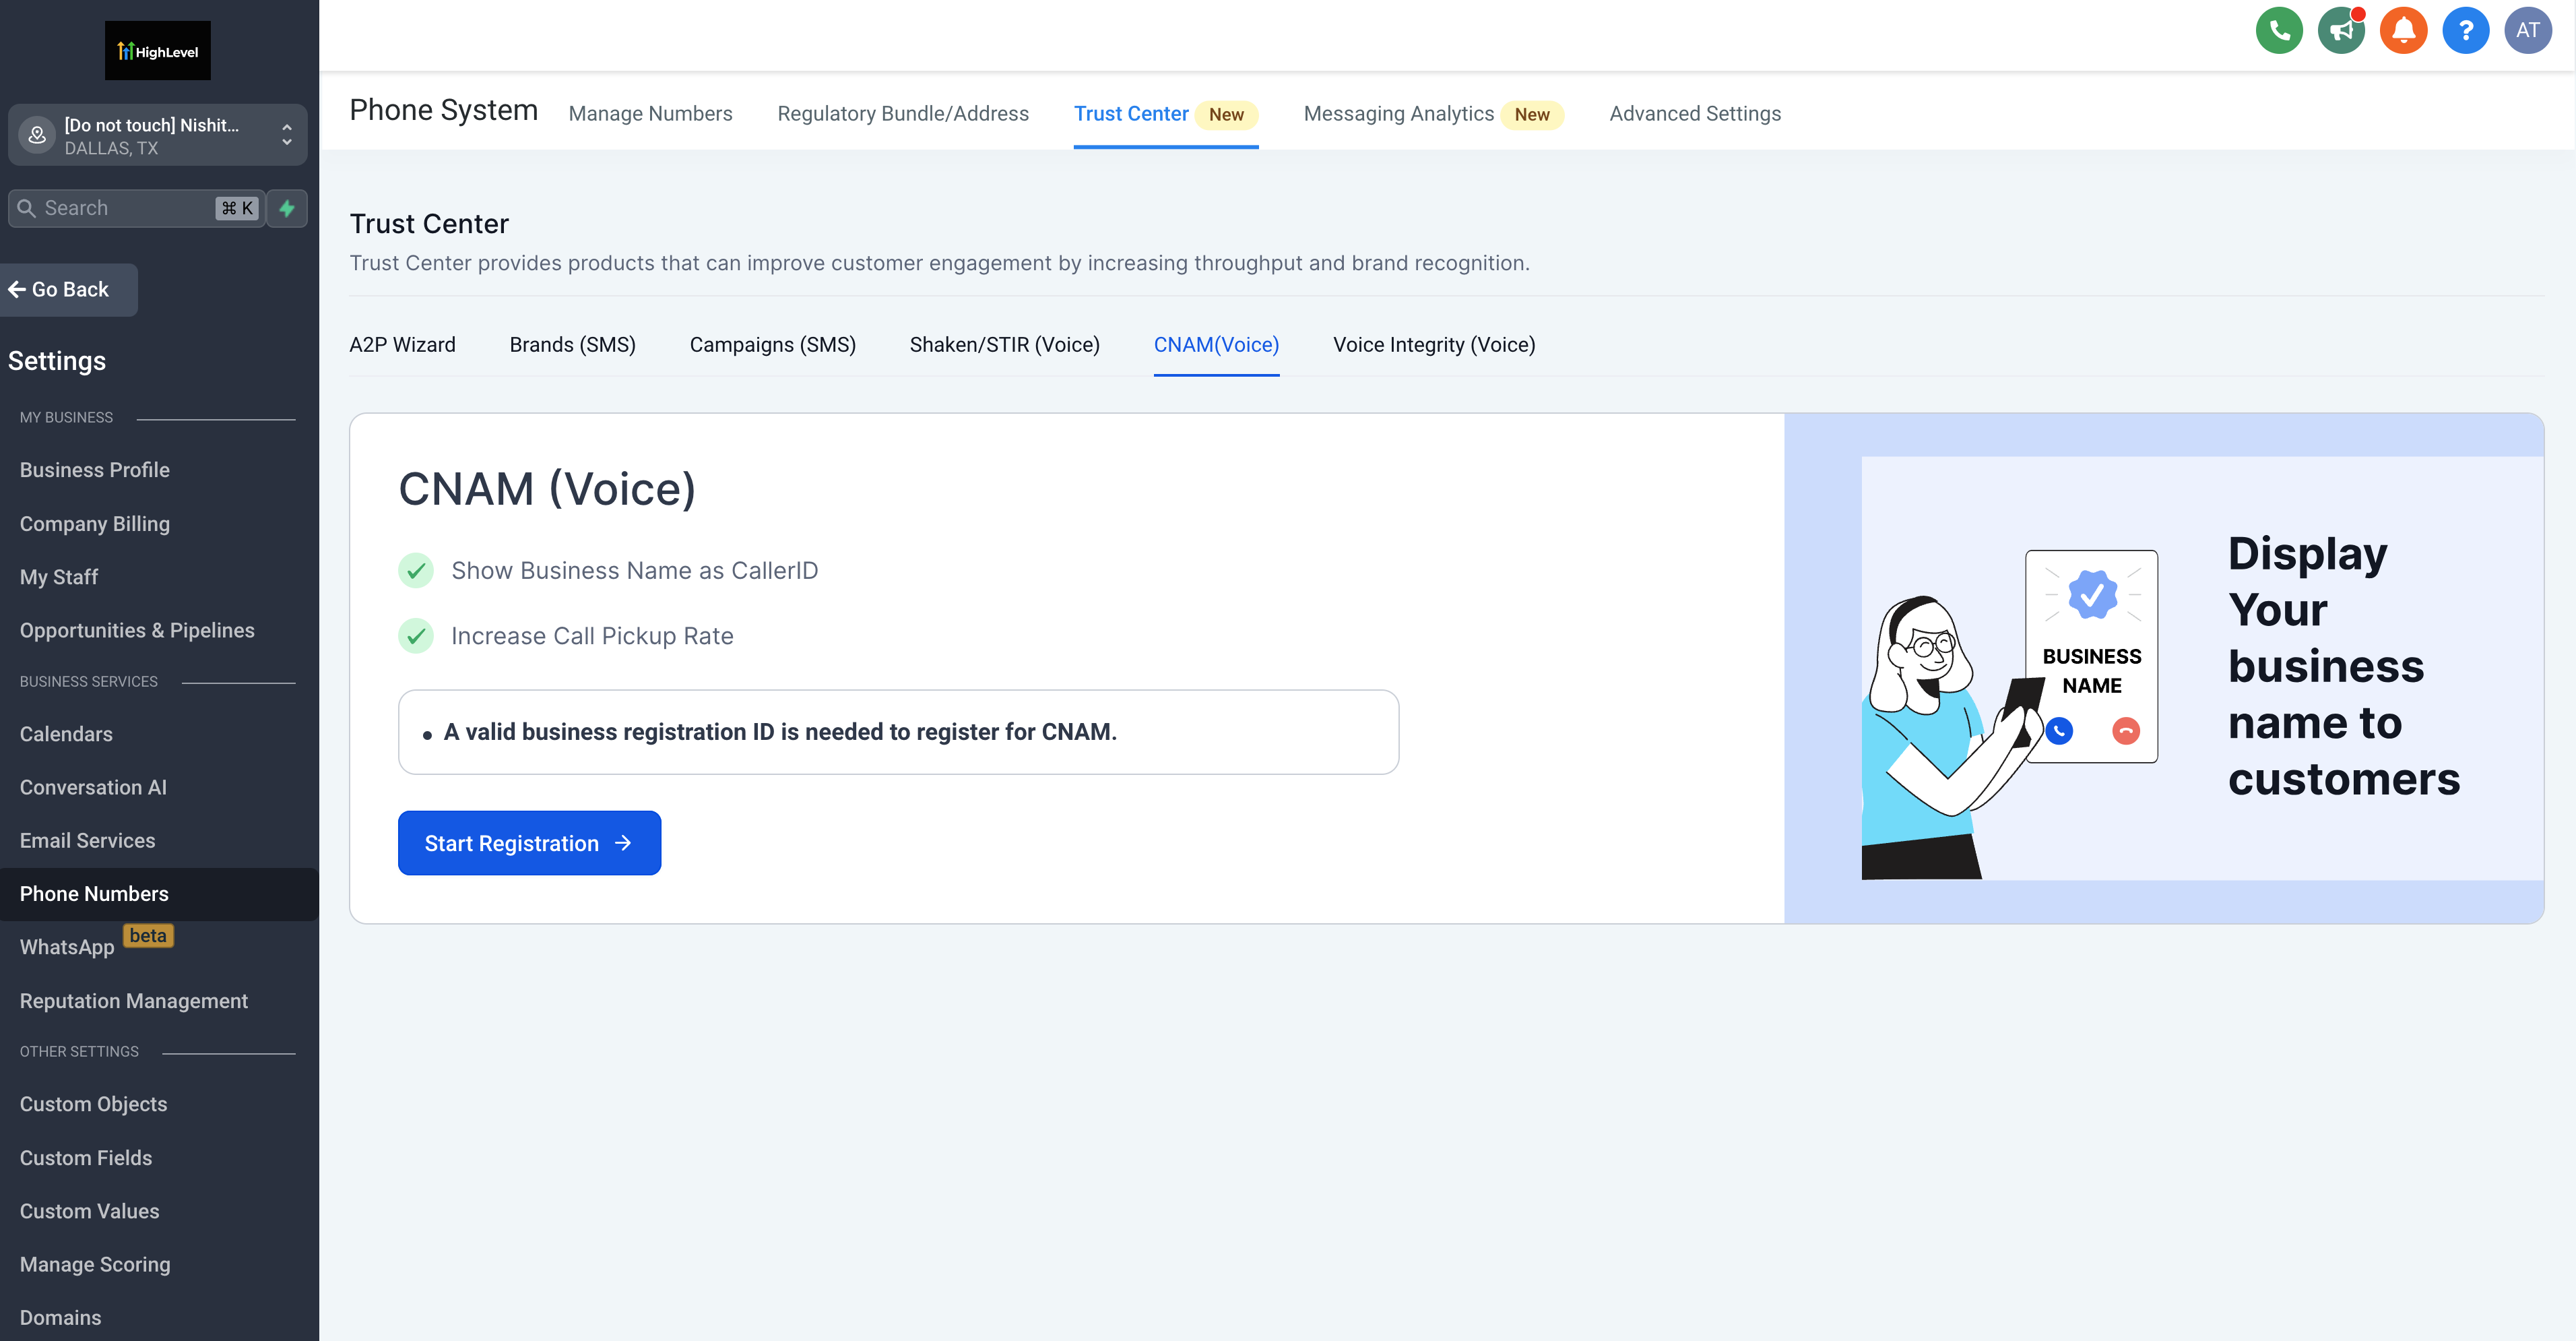 HighLevel
[Do not touch] Nishit...
DALLAS, TX
Search
⌘ K
Go Back
Settings
MY BUSINESS
Business Profile
Company Billing
My Staff
Opportunities & Pipelines
BUSINESS SERVICES
Calendars
Conversation AI
Email Services
Phone Numbers
WhatsApp beta
Reputation Management
OTHER SETTINGS
Custom Objects
Custom Fields
Custom Values
Manage Scoring
Domains
? AT
Phone System Manage Numbers Regulatory Bundle/Address Trust Center New Messaging Analytics New Advanced Settings
Trust Center
Trust Center provides products that can improve customer engagement by increasing throughput and brand recognition.
A2P Wizard Brands (SMS) Campaigns (SMS) Shaken/STIR (Voice) CNAM(Voice) Voice Integrity (Voice)
CNAM (Voice)
Show Business Name as CallerID
Increase Call Pickup Rate
• A valid business registration ID is needed to register for CNAM.
Start Registration →
BUSINESS
NAME
Display
Your
business
name to
customers